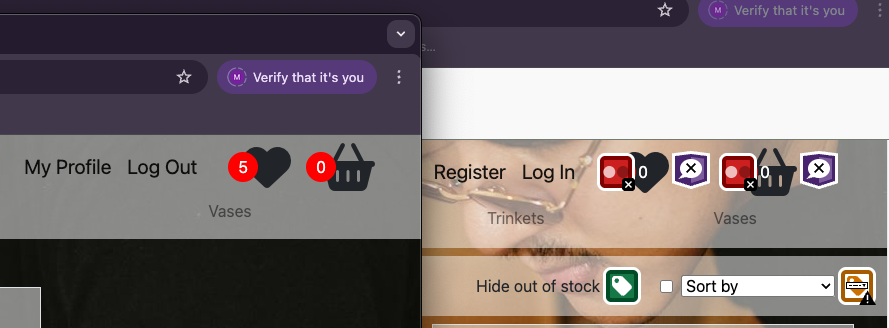 M Verify that it's you
s...
M Verify that it's you
My Profile Log Out 5 0
Vases
Register Log In 0 0
Trinkets Vases
Hide out of stock Sort by